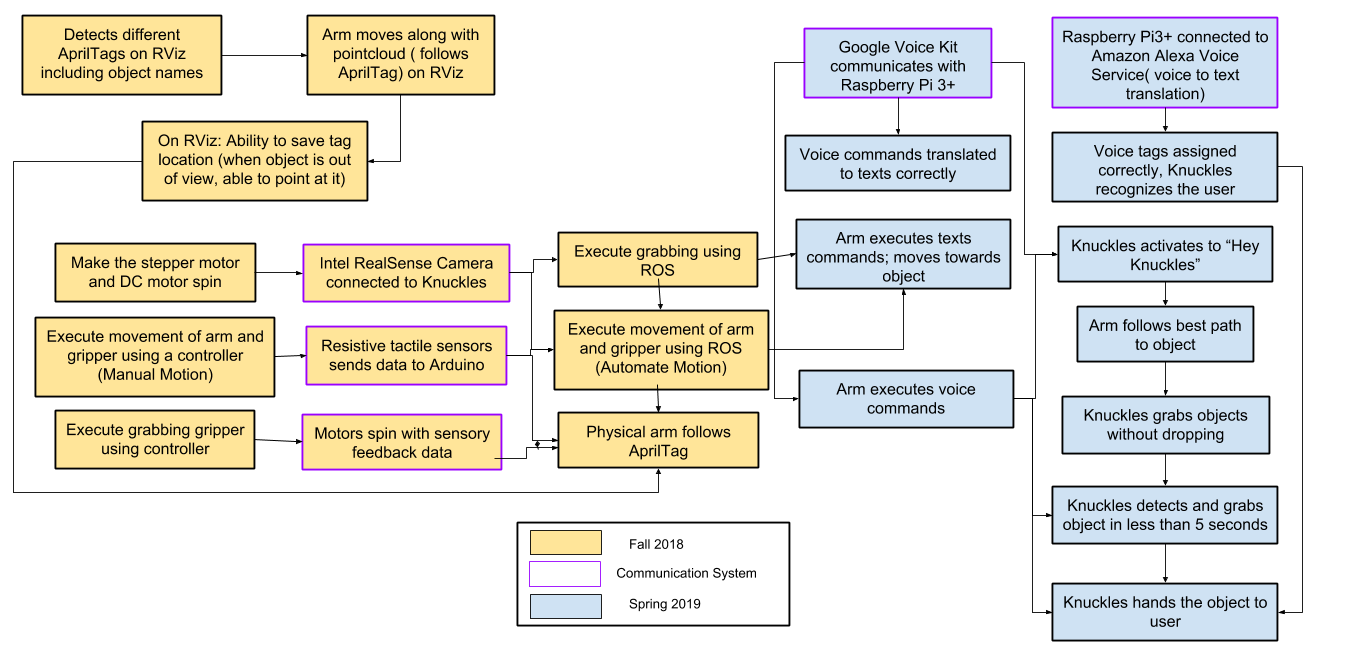 Detects different
AprilTags on RViz
including object names
Arm moves along with
pointcloud ( follows
AprilTag) on RViz
On RViz: Ability to save tag
location (when object is out
of view, able to point at it)
Make the stepper motor
and DC motor spin
Intel RealSense Camera
connected to Knuckles
Execute movement of arm and
gripper using a controller
(Manual Motion)
Resistive tactile sensors
sends data to Arduino
Execute grabbing gripper
using controller
Motors spin with sensory
feedback data
Execute grabbing using
ROS
Execute movement of arm
and gripper using ROS
(Automate Motion)
Physical arm follows
AprilTag
Google Voice Kit
communicates with
Raspberry Pi 3+
Voice commands translated
to texts correctly
Arm executes texts
commands; moves towards
object
Arm executes voice
commands
Raspberry Pi3+ connected to
Amazon Alexa Voice
Service( voice to text
translation)
Voice tags assigned
correctly, Knuckles
recognizes the user
Knuckles activates to “Hey
Knuckles”
Arm follows best path
to object
Knuckles grabs objects
without dropping
Knuckles detects and grabs
object in less than 5 seconds
Knuckles hands the object to
user
Fall 2018
Communication System
Spring 2019